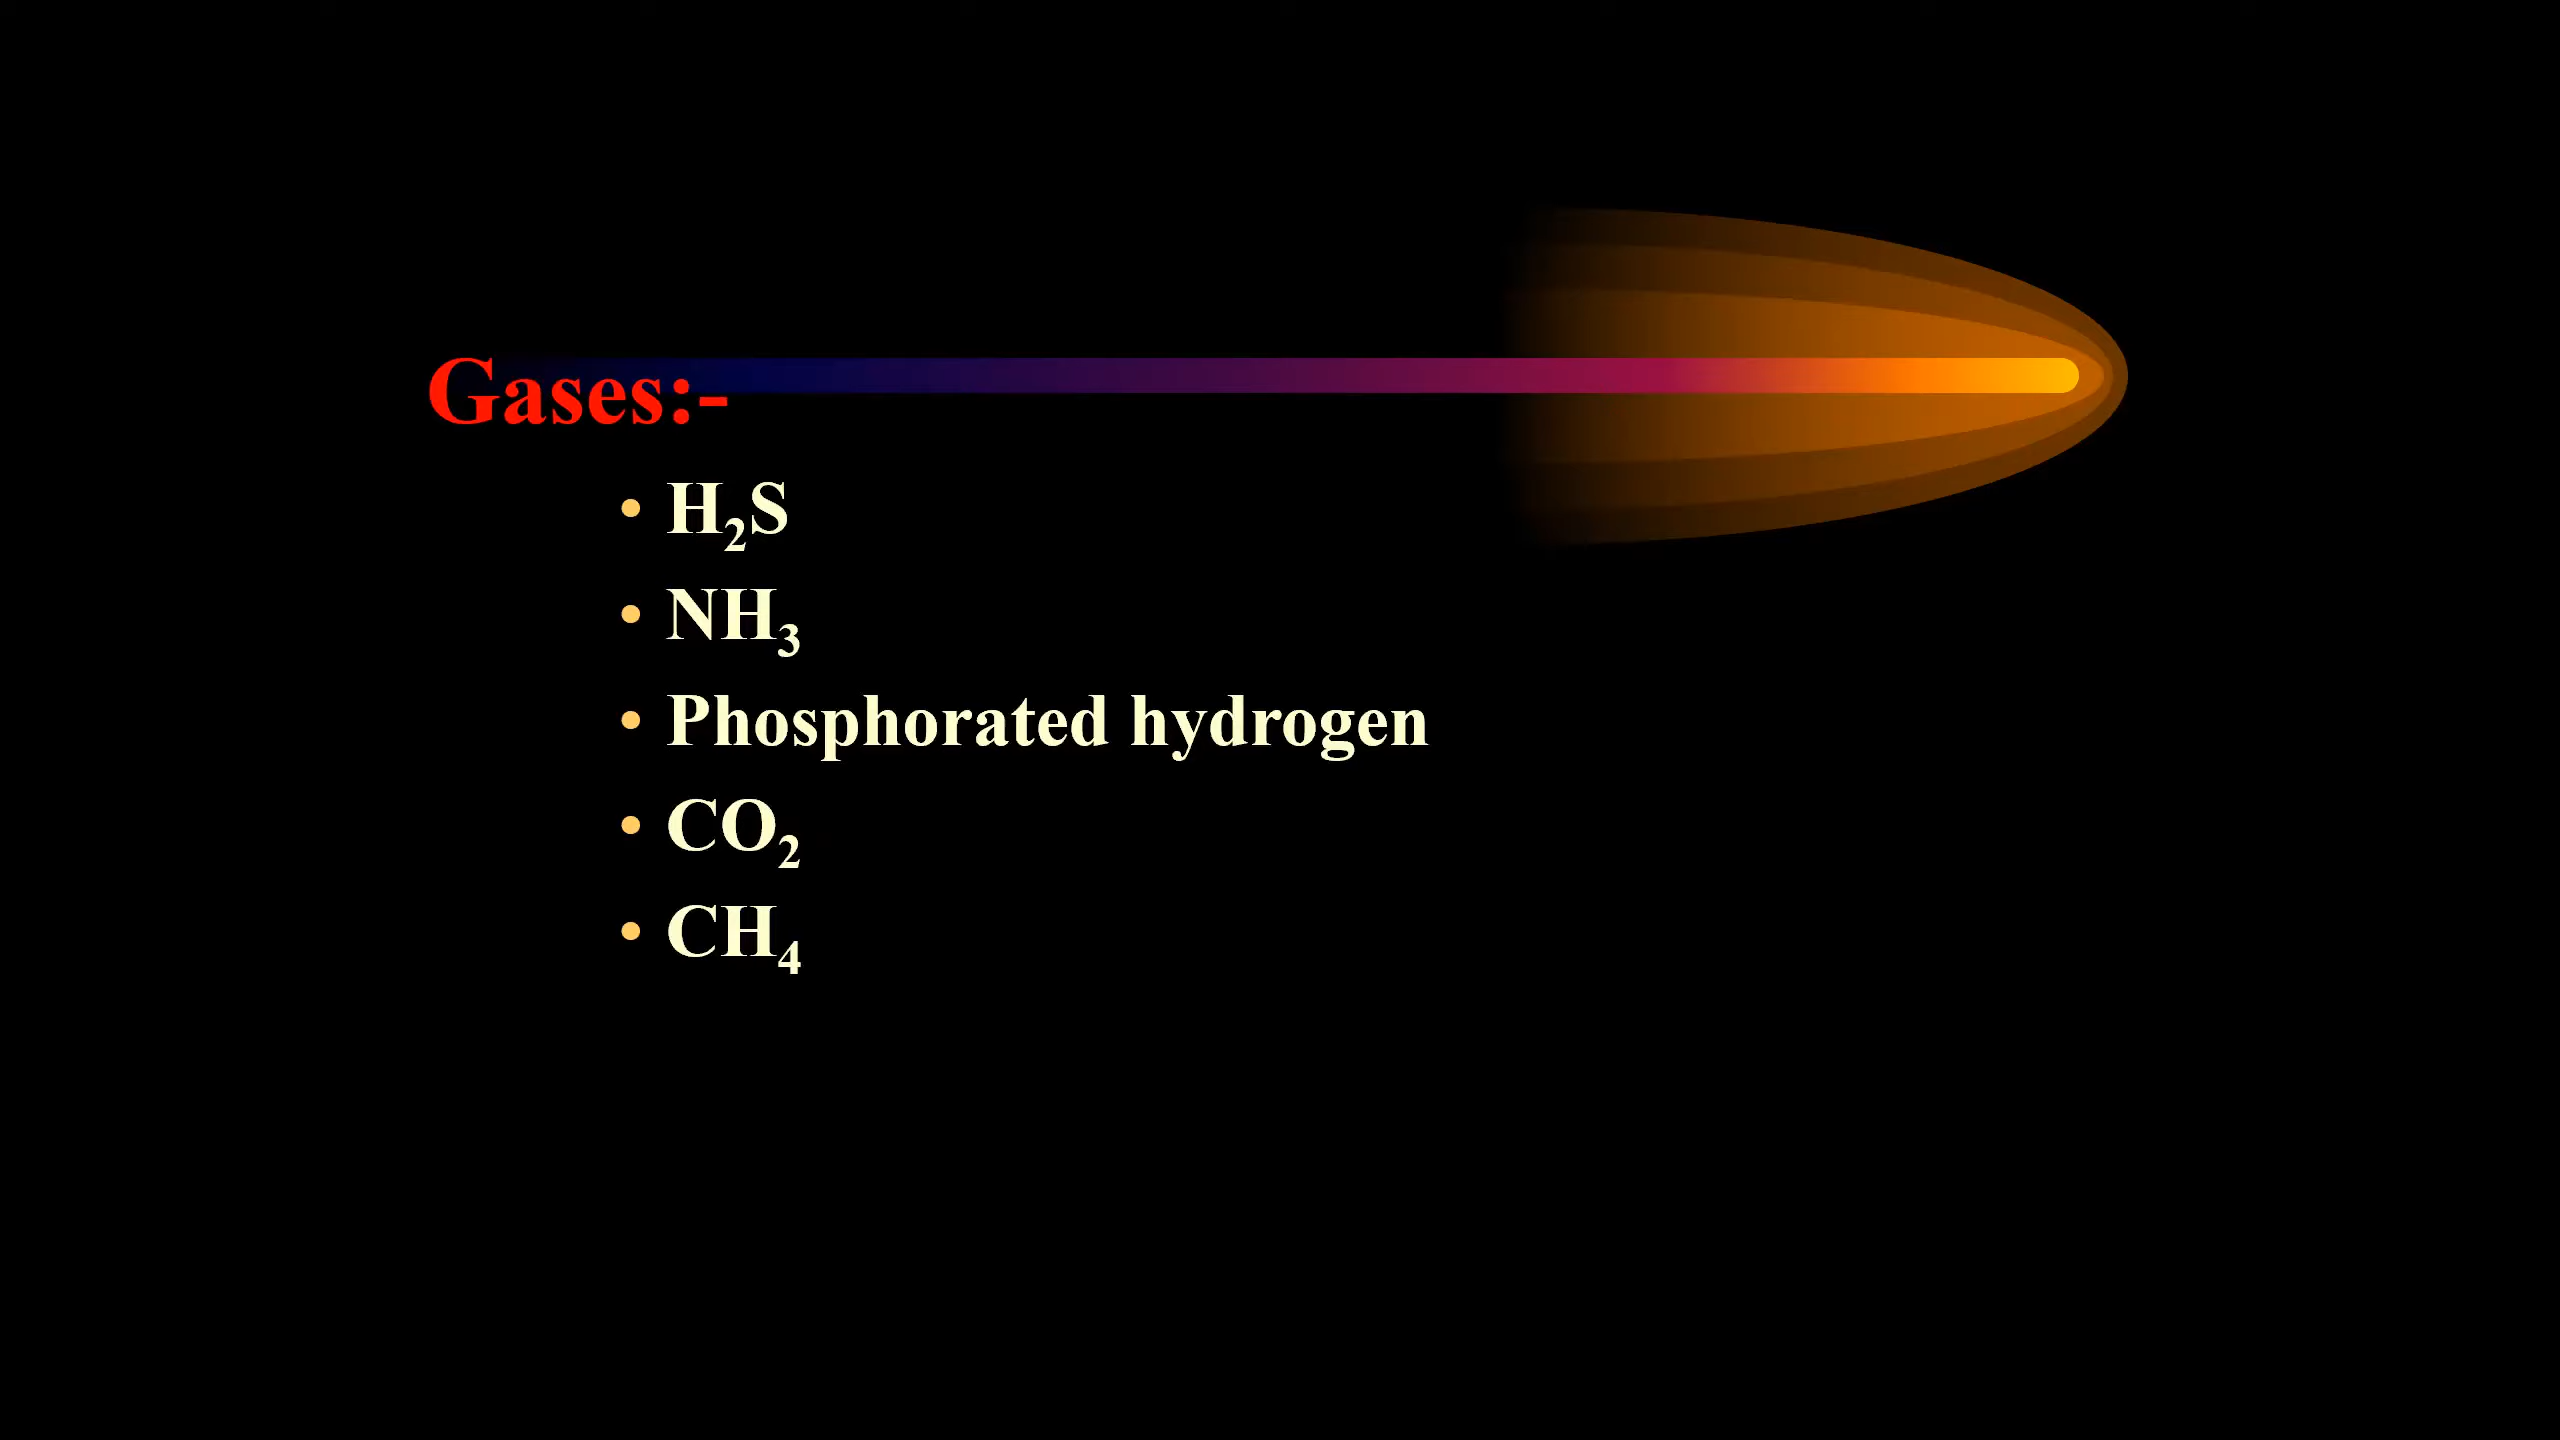 Gases:-
• H₂S
• NH₃
• Phosphorated hydrogen
• CO₂
• CH₄